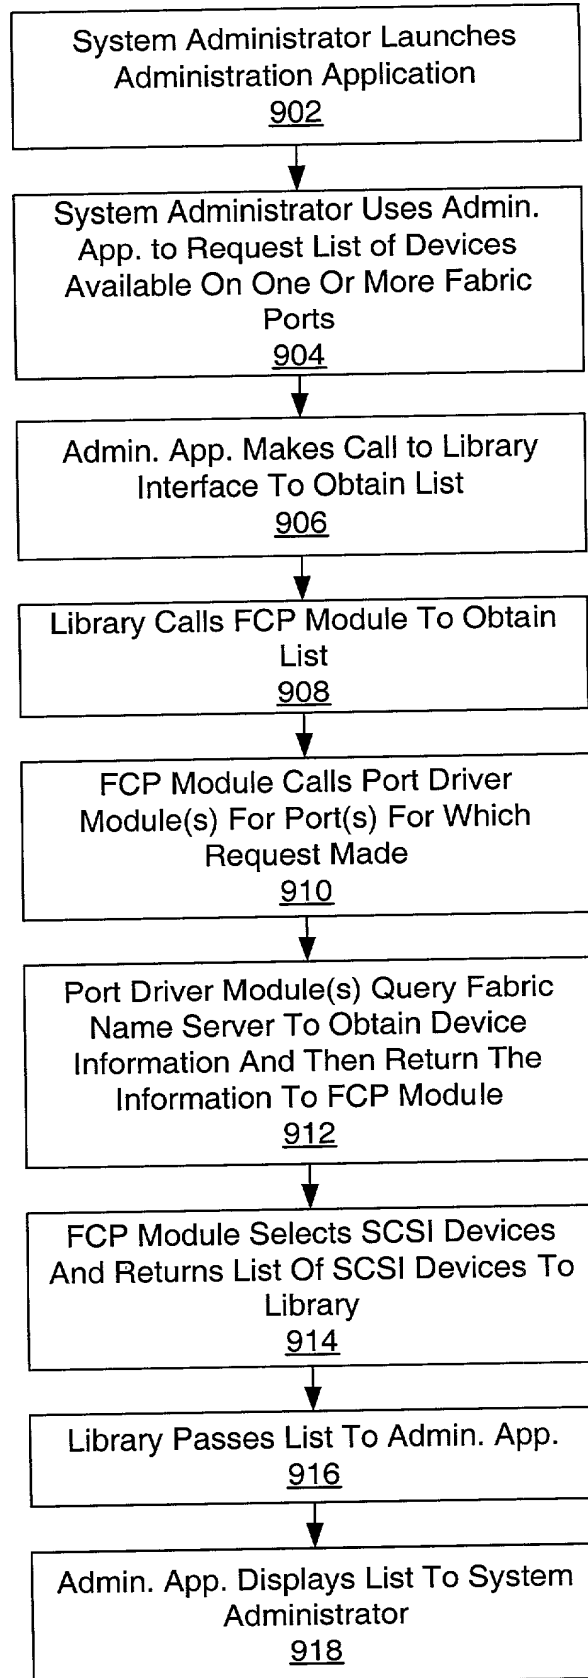 System Administrator Launches
Administration Application
902
System Administrator Uses Admin.
App. to Request List of Devices
Available On One Or More Fabric
Ports
904
Admin. App. Makes Call to Library
Interface To Obtain List
906
Library Calls FCP Module To Obtain
List
908
FCP Module Calls Port Driver
Module(s) For Port(s) For Which
Request Made
910
Port Driver Module(s) Query Fabric
Name Server To Obtain Device
Information And Then Return The
Information To FCP Module
912
FCP Module Selects SCSI Devices
And Returns List Of SCSI Devices To
Library
914
Library Passes List To Admin. App.
916
Admin. App. Displays List To System
Administrator
918